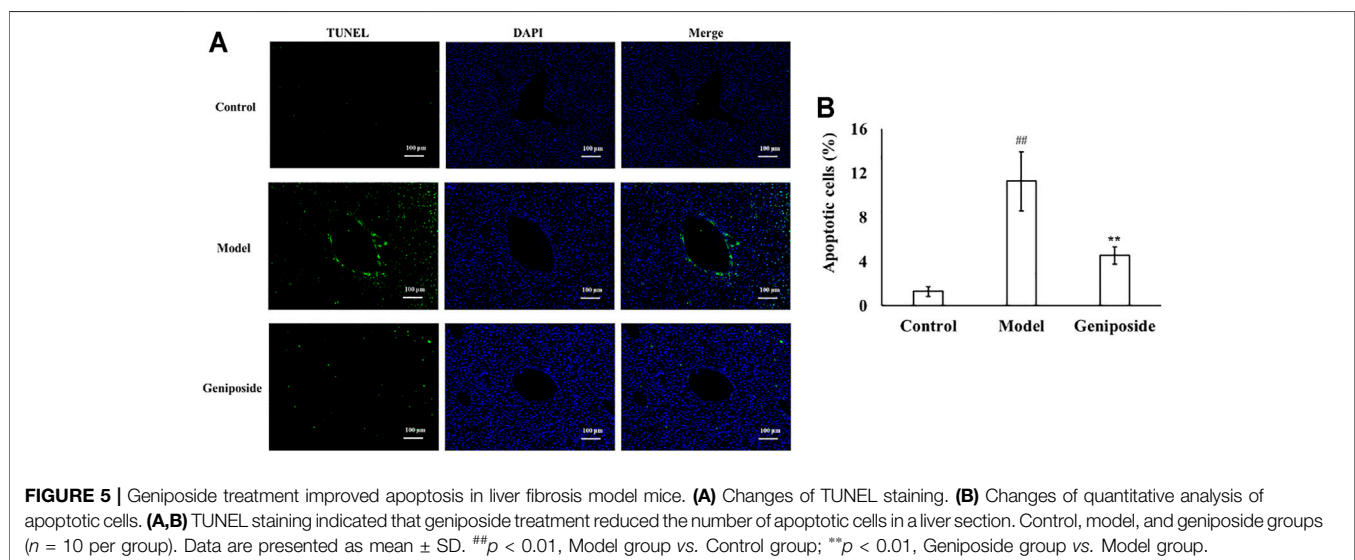 A
TUNEL DAPI Merge
Control
100 μm 100 μm 100 μm
Model
100 μm 100 μm 100 μm
Geniposide
100 μm 100 μm 100 μm
B
Apoptotic cells (%)
16
12
8
4
0
##
**
Control Model Geniposide
FIGURE 5 | Geniposide treatment improved apoptosis in liver fibrosis model mice. (A) Changes of TUNEL staining. (B) Changes of quantitative analysis of
apoptotic cells. (A,B) TUNEL staining indicated that geniposide treatment reduced the number of apoptotic cells in a liver section. Control, model, and geniposide groups
(n = 10 per group). Data are presented as mean ± SD. ##p < 0.01, Model group vs. Control group; **p < 0.01, Geniposide group vs. Model group.